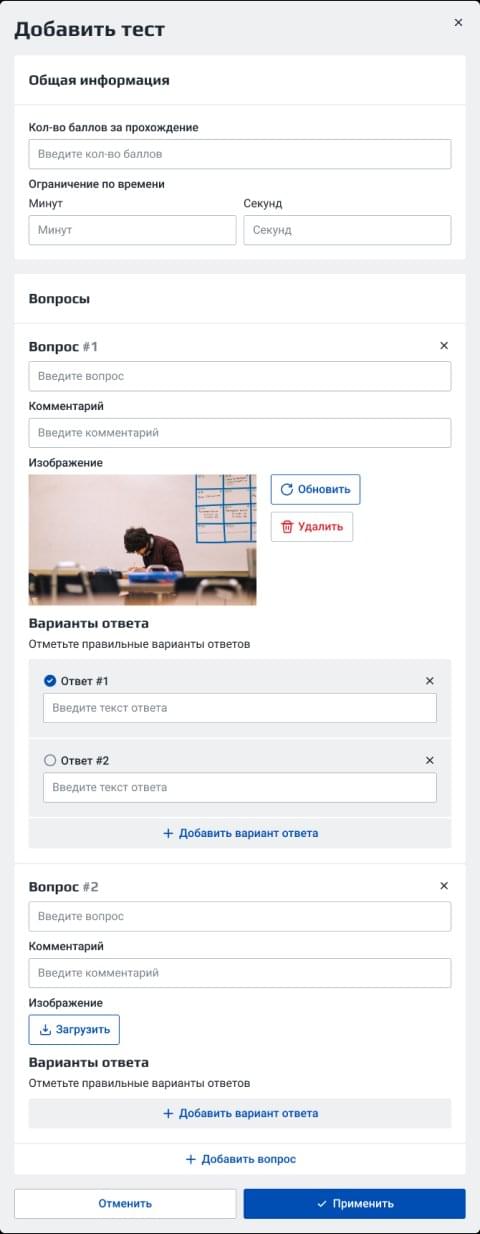 Добавить тест
Общая информация
Кол-во баллов за прохождение
Введите кол-во баллов
Ограничение по времени
Минут
Секунд
Минут
Секунд
Вопросы
Вопрос #1
Введите вопрос
Комментарий
Введите комментарий
Изображение
Обновить
Удалить
Варианты ответа
Отметьте правильные варианты ответов
Ответ #1
Введите текст ответа
Ответ #2
Введите текст ответа
+ Добавить вариант ответа
Вопрос #2
Введите вопрос
Комментарий
Введите комментарий
Изображение
Загрузить
Варианты ответа
Отметьте правильные варианты ответов
+ Добавить вариант ответа
+ Добавить вопрос
Отменить
Применить